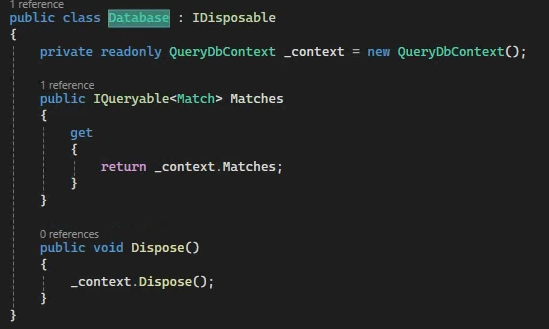 1 reference
public class Database : IDisposable
{
private readonly QueryDbContext _context = new QueryDbContext();
1 reference
public IQueryable<Match> Matches
{
get
{
return _context.Matches;
}
}
0 references
public void Dispose()
{
_context.Dispose();
}
}